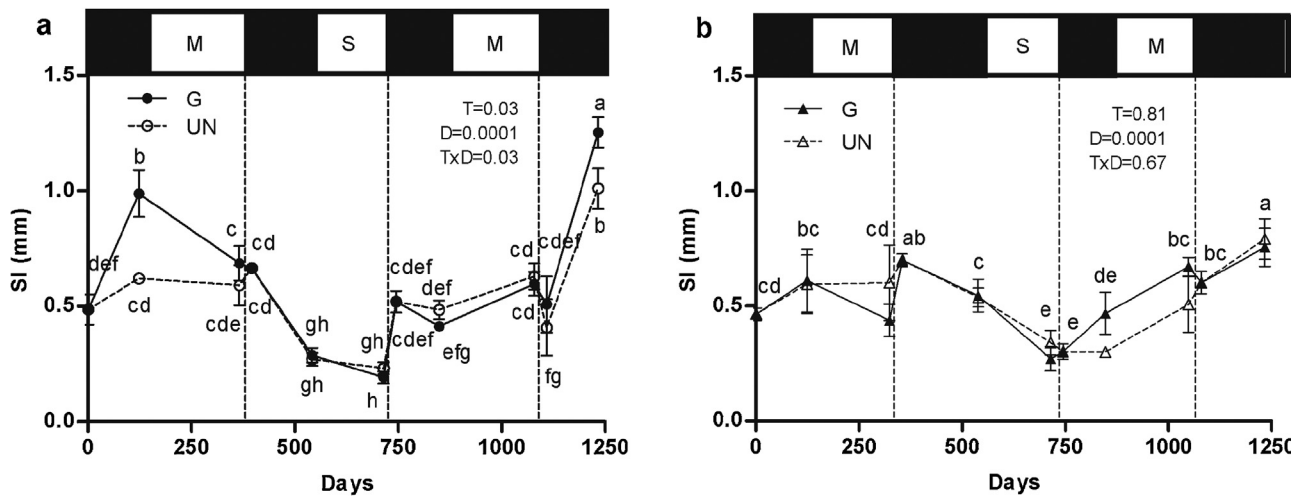 a
M S M
1.5
G
UN
T=0.03
D=0.0001
TxD=0.03
a
b
1.0
SI (mm)
c cd cd cdef
def
cdef def
b
0.5
cd
cde cd
gh gh
cdef efg
cd
gh h
fg
0.0
0 250 500 750 1000 1250
Days
b
M S M
1.5
G
UN
T=0.81
D=0.0001
TxD=0.67
1.0
SI (mm)
a
bc cd ab
bc bc
cd
c
de
0.5
e e
0.0
0 250 500 750 1000 1250
Days